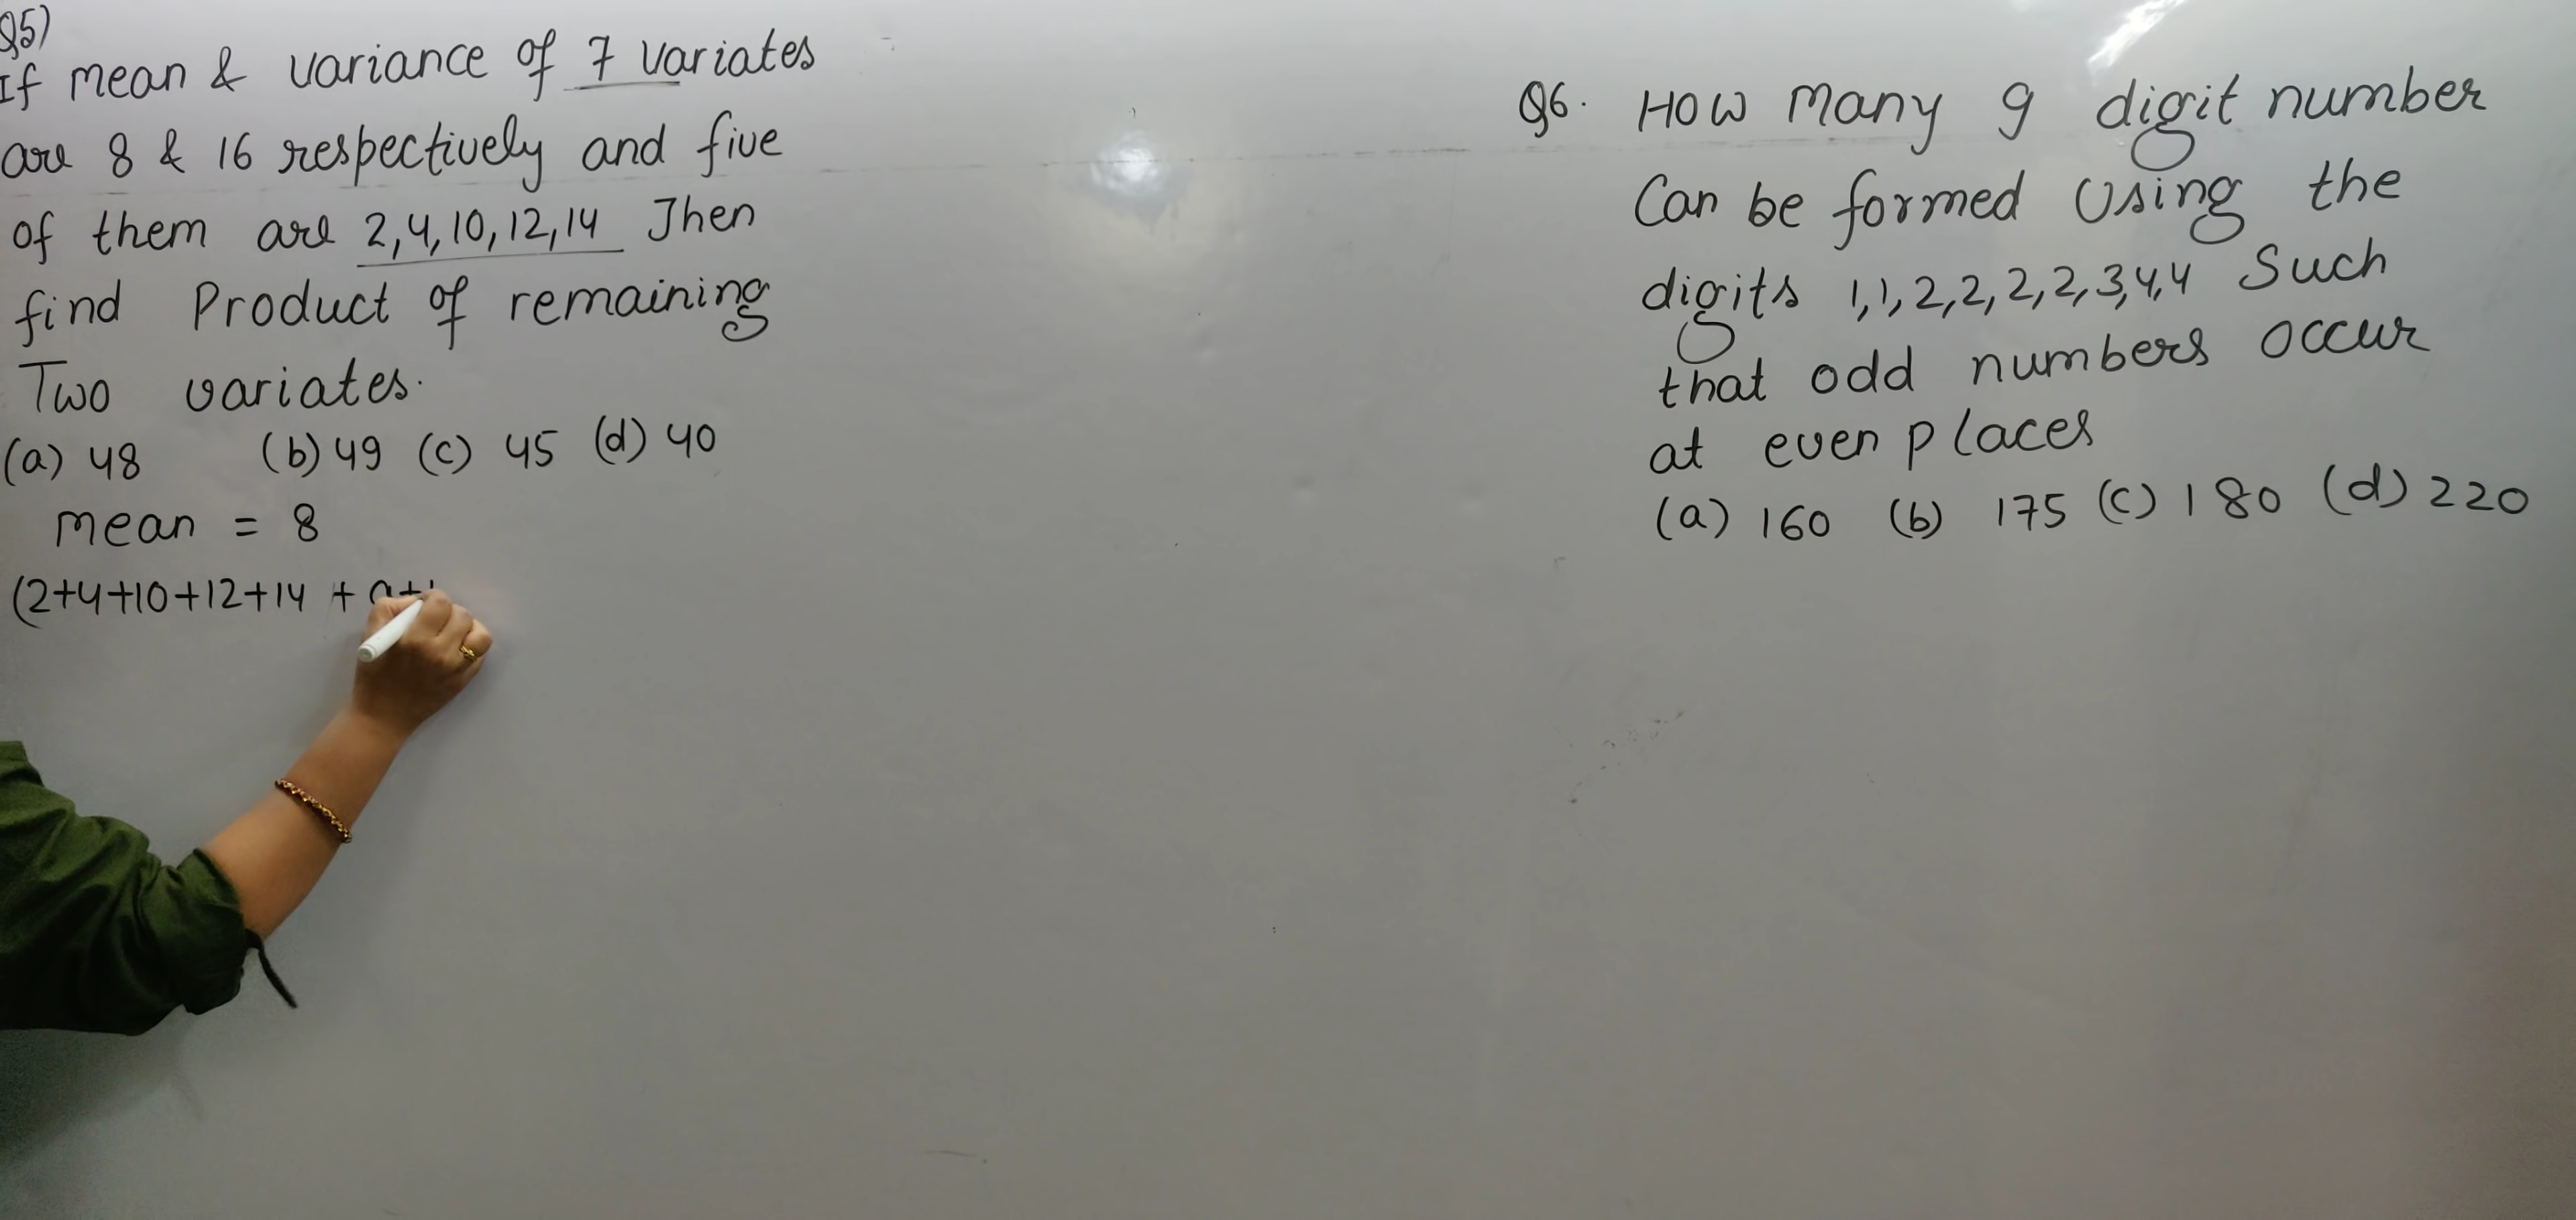 Q5)
If mean & variance of 7 variates
are 8 & 16 respectively and five
of them are 2,4,10,12,14 Then
find Product of remaining
Two variates.
(a) 48 (b) 49 (c) 45 (d) 40
mean = 8
(2+4+10+12+14 + a+
Q6. How many 9 digit number
Can be formed Using the
digits 1,1,2,2,2,2,3,4,4 Such
that odd numbers occur
at even places
(a) 160 (b) 175 (c) 180 (d) 220